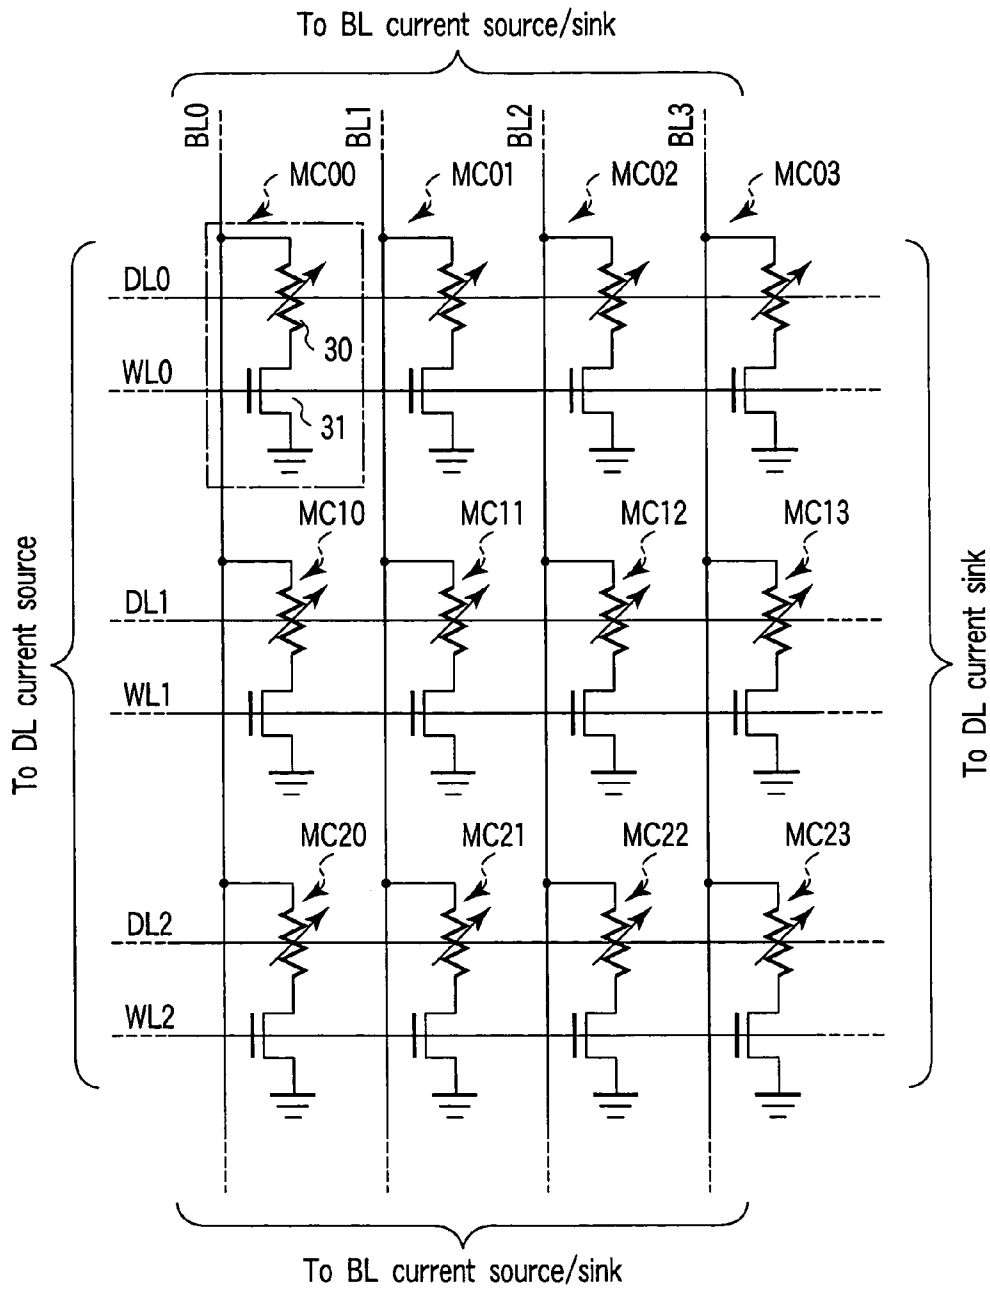 To BL current source/sink
BL0
BL1
BL2
BL3
MC00
MC01
MC02
MC03
DL0
30
WL0
31
MC10
MC11
MC12
MC13
To DL current source
To DL current sink
DL1
WL1
MC20
MC21
MC22
MC23
DL2
WL2
To BL current source/sink